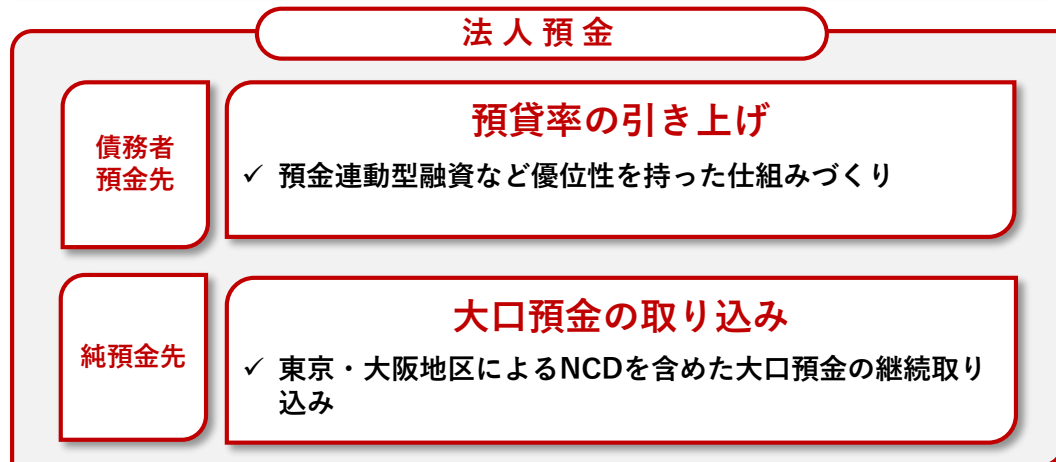 法人預金
債務者
預金先
預貸率の引き上げ
✓ 預金連動型融資など優位性を持った仕組みづくり
純預金先
大口預金の取り込み
✓ 東京・大阪地区によるNCDを含めた大口預金の継続取り
込み